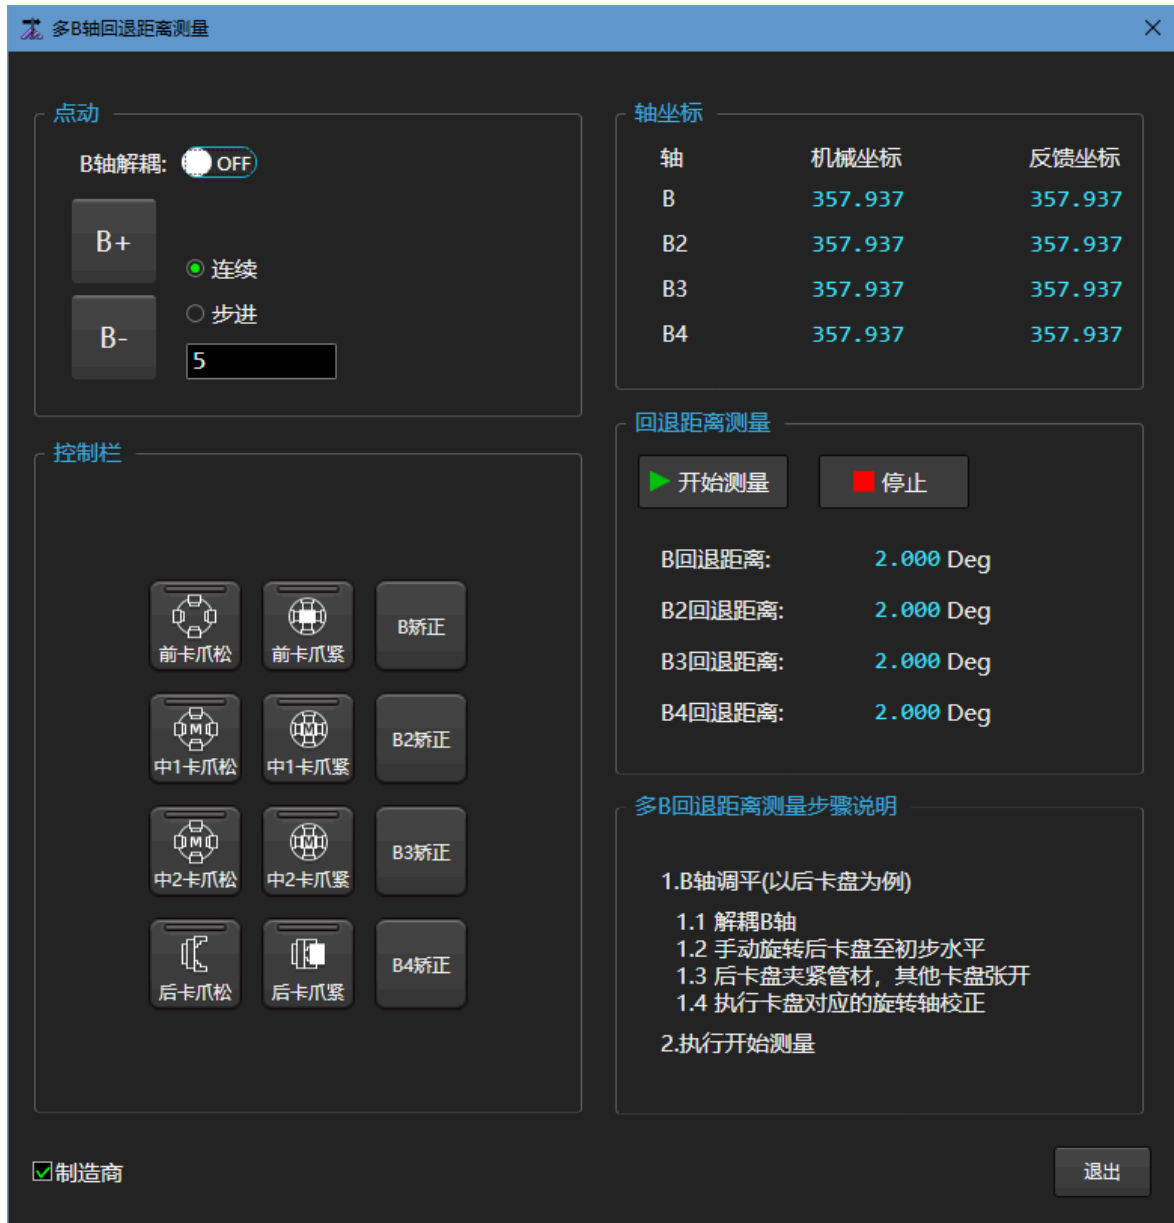 多B轴回退距离测量
点动
B轴解耦: OFF
B+
连续
B-
步进
5
轴坐标
轴 机械坐标 反馈坐标
B 357.937 357.937
B2 357.937 357.937
B3 357.937 357.937
B4 357.937 357.937
控制栏
前卡爪松 前卡爪紧 B矫正
中1卡爪松 中1卡爪紧 B2矫正
中2卡爪松 中2卡爪紧 B3矫正
后卡爪松 后卡爪紧 B4矫正
回退距离测量
开始测量 停止
B回退距离: 2.000 Deg
B2回退距离: 2.000 Deg
B3回退距离: 2.000 Deg
B4回退距离: 2.000 Deg
多B回退距离测量步骤说明
1.B轴调平(以后卡盘为例)
1.1 解耦B轴
1.2 手动旋转后卡盘至初步水平
1.3 后卡盘夹紧管材，其他卡盘张开
1.4 执行卡盘对应的旋转轴校正
2.执行开始测量
制造商
退出